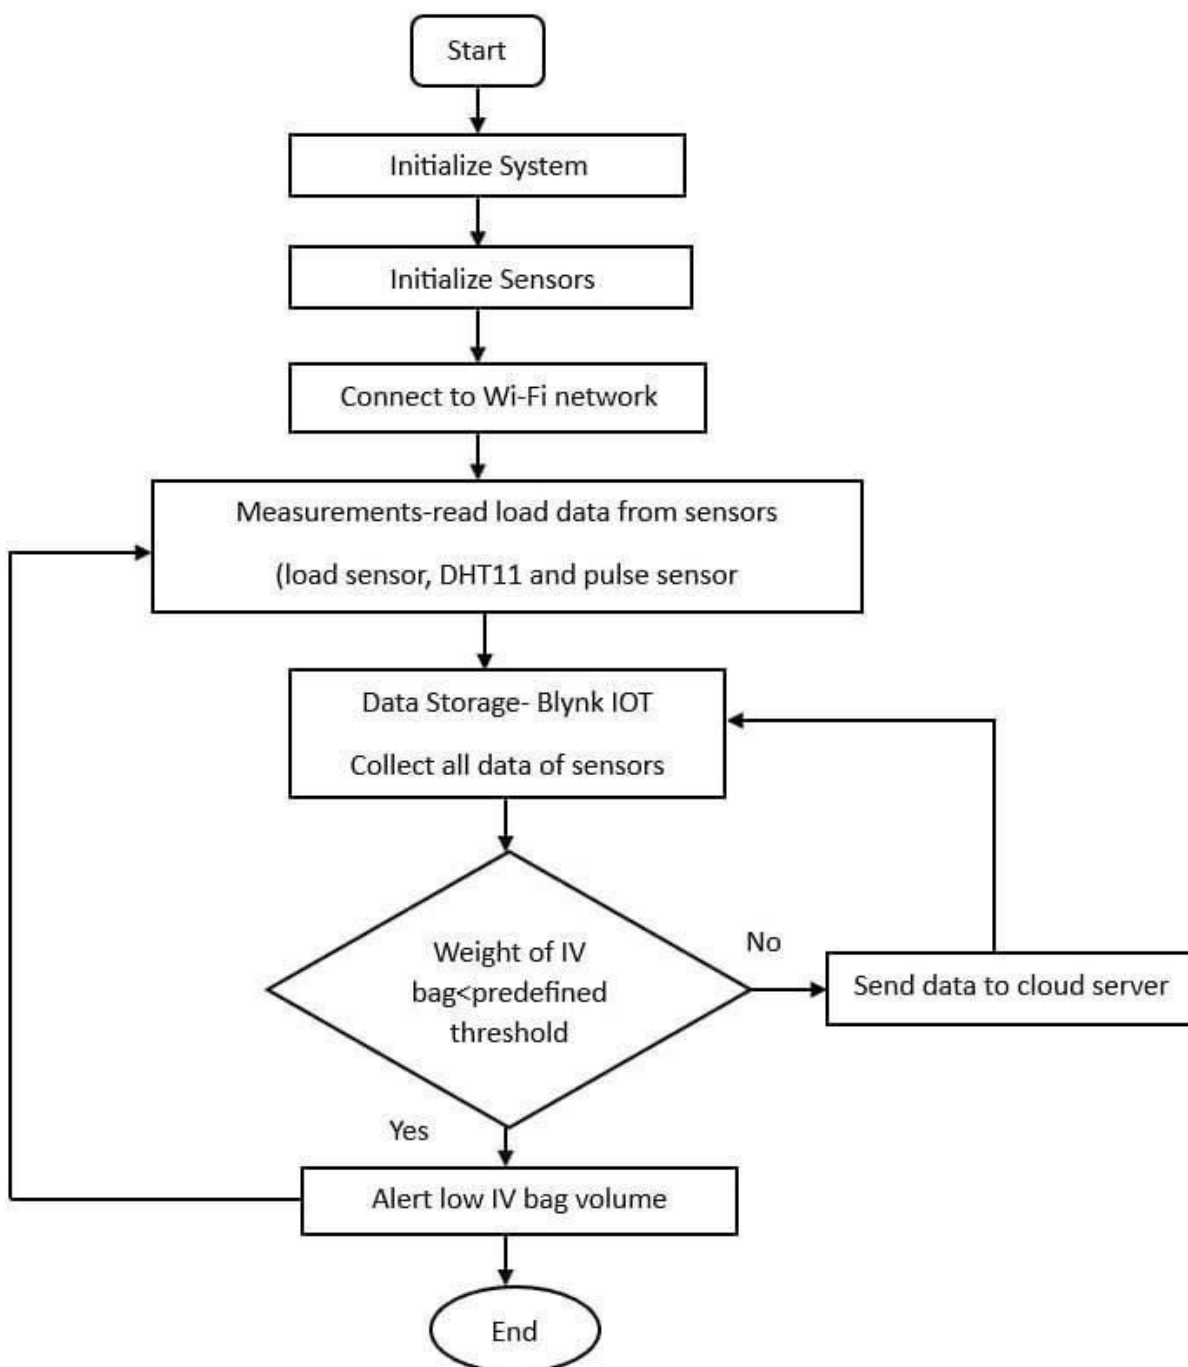 Start
Initialize System
Initialize Sensors
Connect to Wi-Fi network
Measurements-read load data from sensors
(load sensor, DHT11 and pulse sensor
Data Storage- Blynk IOT
Collect all data of sensors
Weight of IV
bag<predefined
threshold
No
Send data to cloud server
Yes
Alert low IV bag volume
End